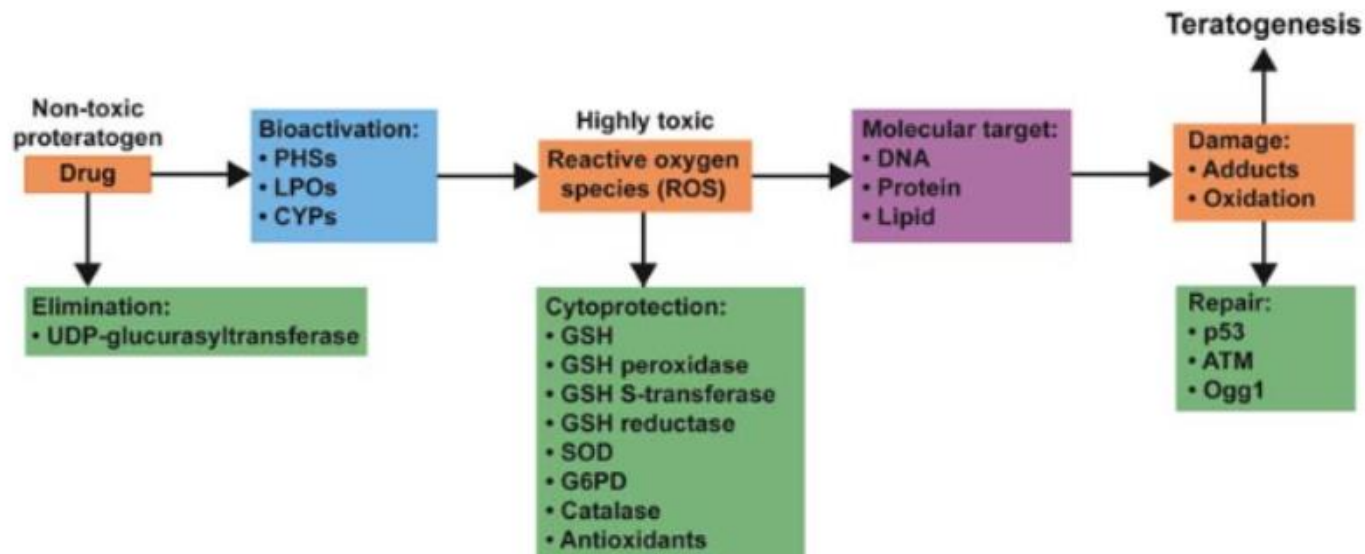 Teratogenesis
Non-toxic
proteratogen
Drug
Bioactivation:
• PHSs
• LPOs
• CYPs
Highly toxic
Reactive oxygen
species (ROS)
Molecular target:
• DNA
• Protein
• Lipid
Damage:
• Adducts
• Oxidation
Elimination:
• UDP-glucurasyltransferase
Cytoprotection:
• GSH
• GSH peroxidase
• GSH S-transferase
• GSH reductase
• SOD
• G6PD
• Catalase
• Antioxidants
Repair:
• p53
• ATM
• Ogg1